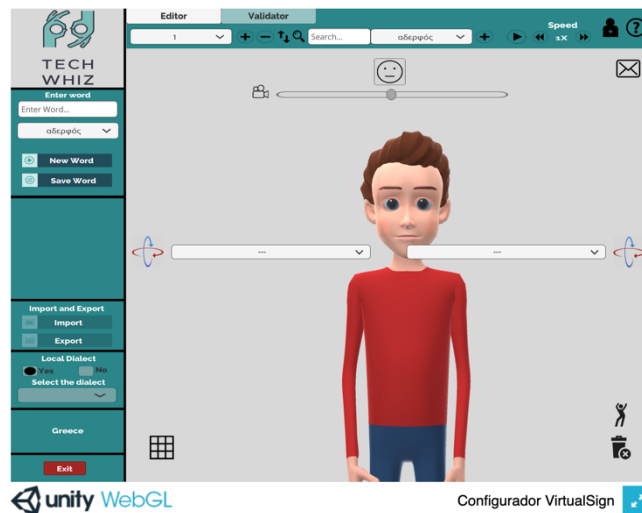 TECH
WHIZ
Editor
Validator
1
Search...
αδερφός
Speed
1X
Enter word
Enter Word...
αδερφός
New Word
Save Word
---
---
Import and Export
Import
Export
Local Dialect
Yes
No
Select the dialect
Greece
Exit
unity WebGL
Configurador VirtualSign